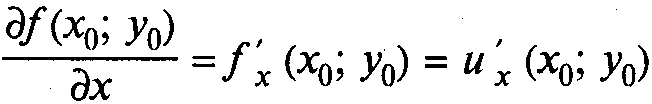 ∂f(x₀; y₀)/∂x = f′ₓ (x₀; y₀) = u′ₓ (x₀; y₀)